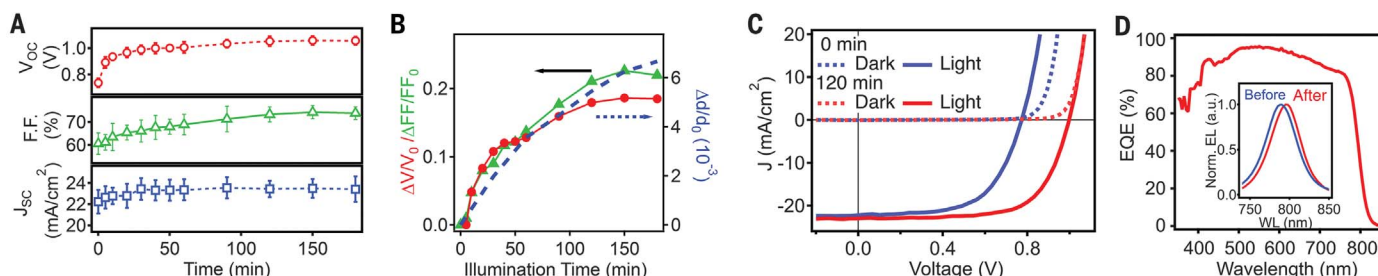 A
V_OC
(V)
1.0
0.8
F.F.
(%)
70
60
J_SC
(mA/cm²)
24
22
20
0
50
100
150
Time (min)
B
ΔV/V₀ /ΔFF/FF₀
0.2
0.1
0.0
Δd/d₀ (10⁻³)
6
4
2
0
0
50
100
150
Illumination Time (min)
C
J (mA/cm²)
20
10
0
-10
-20
0 min
Dark
Light
120 min
Dark
Light
0.0
0.4
0.8
Voltage (V)
D
EQE (%)
100
80
60
40
20
0
Norm. EL (a.u.)
1.0
.5
0.0
Before
After
750
800
850
WL (nm)
400
500
600
700
800
Wavelength (nm)